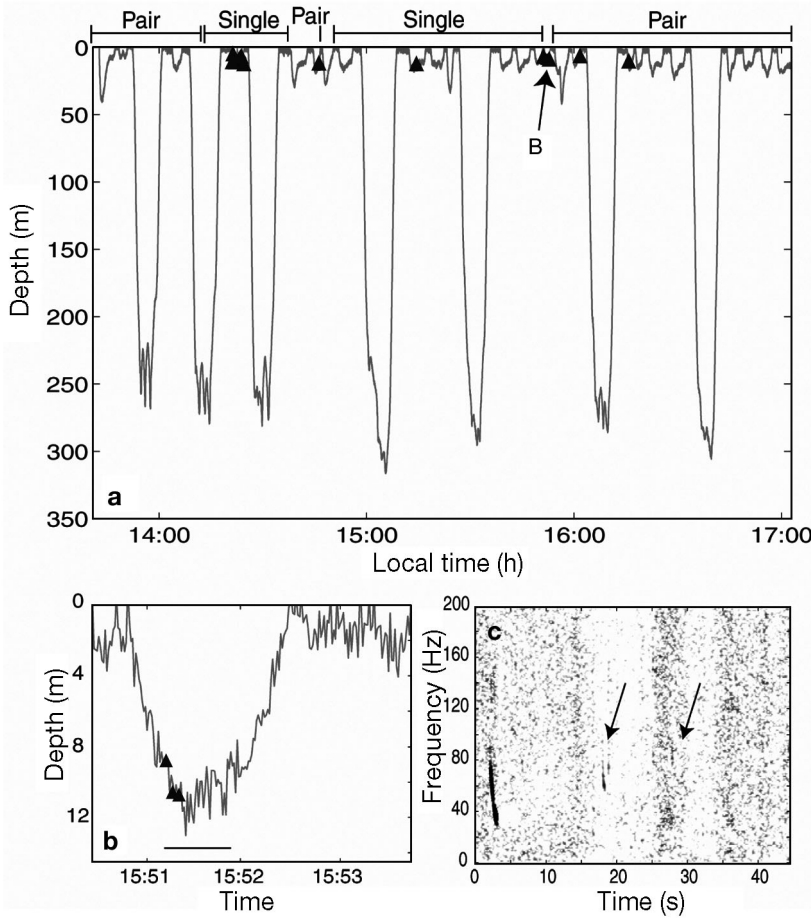 Pair Single Pair Single Pair
0
50
100
150
200
250
300
350
Depth (m)
B
a
14:00 15:00 16:00 17:00
Local time (h)
0
4
8
12
Depth (m)
b
15:51 15:52 15:53
Time
200
160
120
80
40
0
Frequency (Hz)
c
0 10 20 30 40
Time (s)